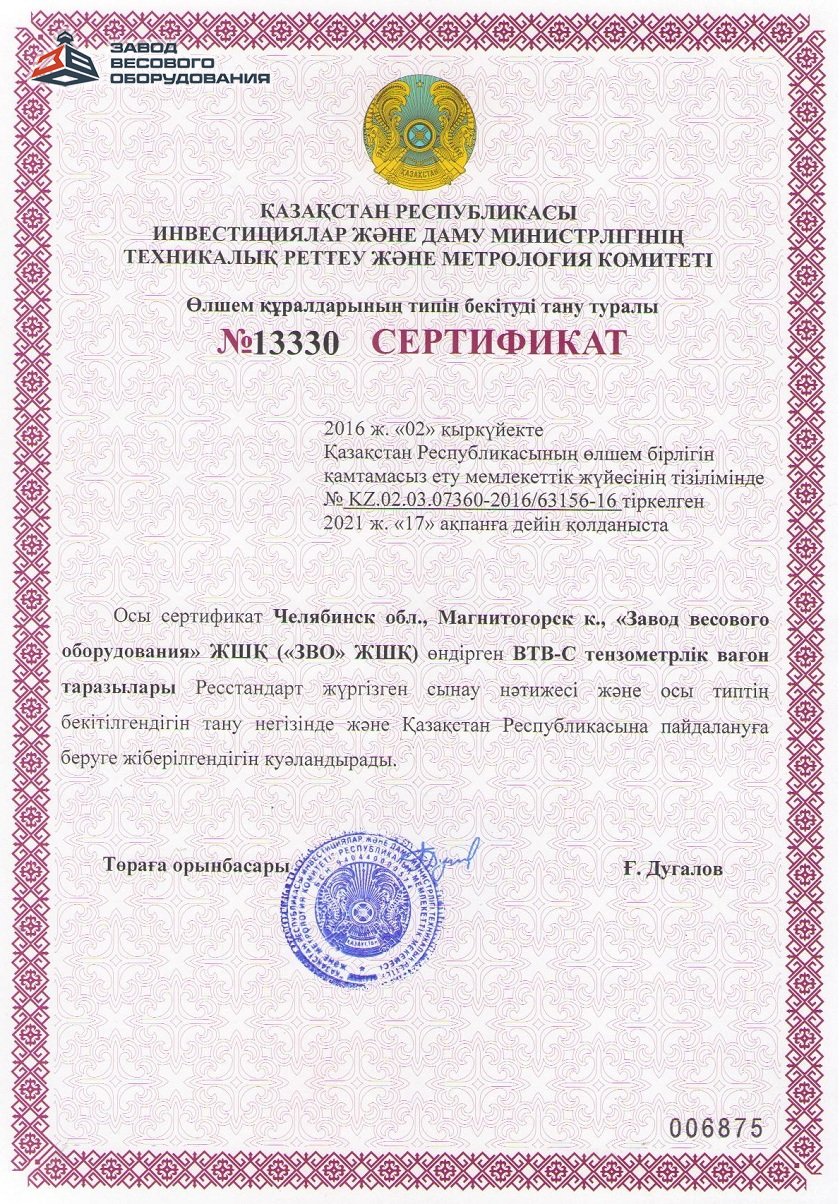 ЗАВОД
ВЕСОВОГО
ОБОРУДОВАНИЯ
ҚАЗАҚСТАН
ҚАЗАҚСТАН РЕСПУБЛИКАСЫ
ИНВЕСТИЦИЯЛАР ЖӘНЕ ДАМУ МИНИСТРЛІГІНІҢ
ТЕХНИКАЛЫҚ РЕТТЕУ ЖӘНЕ МЕТРОЛОГИЯ КОМИТЕТІ
Өлшем құралдарының типін бекітуді тану туралы
№13330 СЕРТИФИКАТ
2016 ж. «02» қыркүйекте
Қазақстан Республикасының өлшем бірлігін
қамтамасыз ету мемлекеттік жүйесінің тізілімінде
№ KZ.02.03.07360-2016/63156-16 тіркелген
2021 ж. «17» ақпанға дейін қолданыста
Осы сертификат Челябинск обл., Магнитогорск к., «Завод весового
оборудования» ЖШҚ («ЗВО» ЖШҚ) өндірген ВТВ-С тензометрлік вагон
таразылары Ресстандарт жүргізген сынау нәтижесі және осы типтің
бекітілгендігін тану негізінде және Қазақстан Республикасына пайдалануға
беруге жіберілгендігін куәландырады.
Төраға орынбасары
Ғ. Дугалов
006875